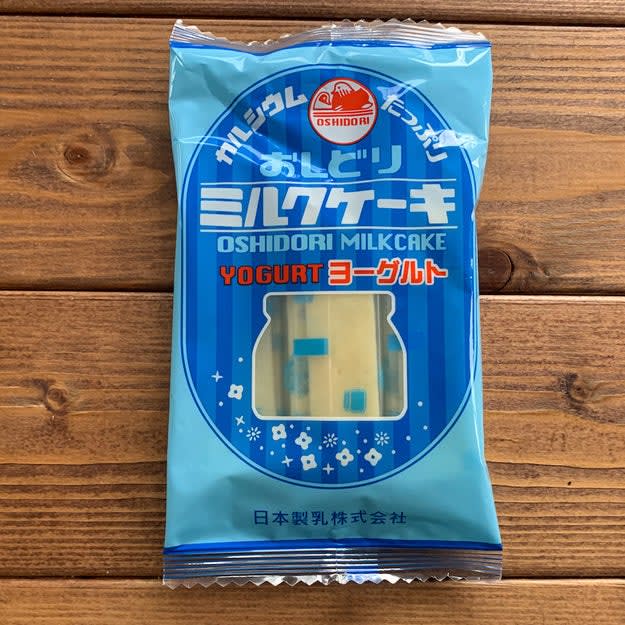 OSHIDORI
カルシウム たっぷり
おしどり
ミルクケーキ
OSHIDORI MILKCAKE
YOGURT ヨーグルト
日本製乳株式会社